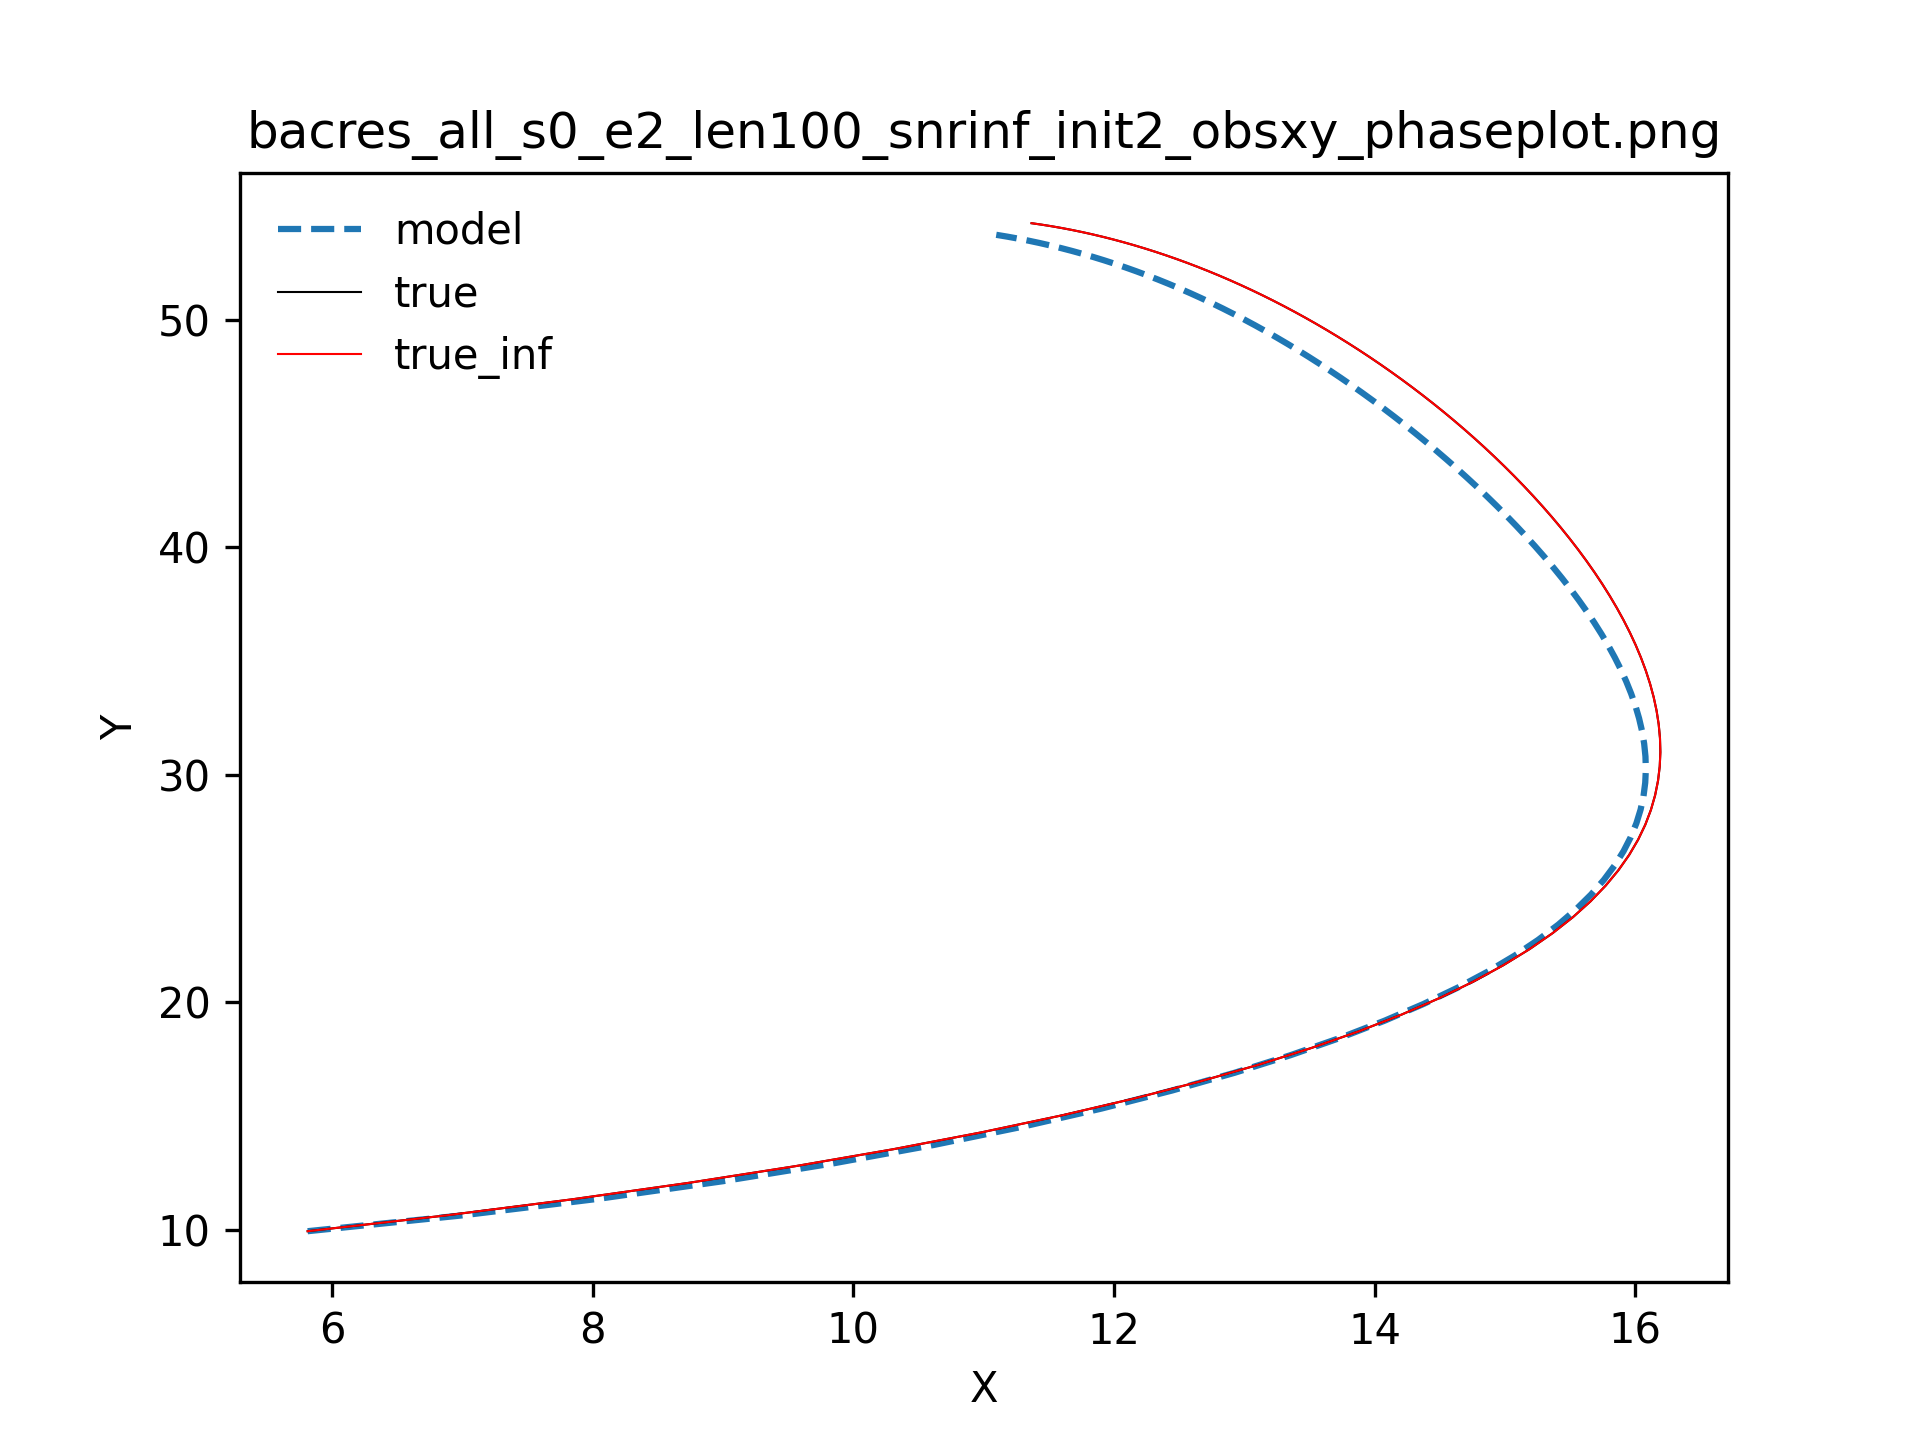 bacres_all_s0_e2_len100_snrinf_init2_obsxy_phaseplot.png
model
true
true_inf
50
40
30
20
10
Y
6 8 10 12 14 16
X